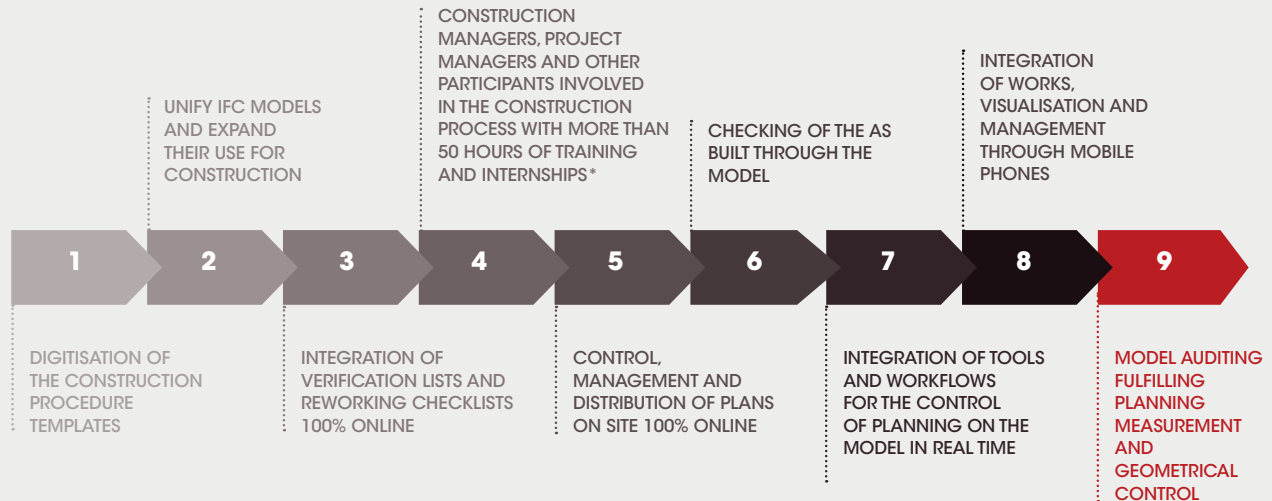 CONSTRUCTION
MANAGERS, PROJECT
MANAGERS AND OTHER
PARTICIPANTS INVOLVED
IN THE CONSTRUCTION
PROCESS WITH MORE THAN
50 HOURS OF TRAINING
AND INTERNSHIPS*
INTEGRATION
OF WORKS,
VISUALISATION AND
MANAGEMENT
THROUGH MOBILE
PHONES
UNIFY IFC MODELS
AND EXPAND
THEIR USE FOR
CONSTRUCTION
CHECKING OF THE AS
BUILT THROUGH THE
MODEL
1
2
3
4
5
6
7
8
9
DIGITISATION OF
THE CONSTRUCTION
PROCEDURE
TEMPLATES
INTEGRATION OF
VERIFICATION LISTS AND
REWORKING CHECKLISTS
100% ONLINE
CONTROL,
MANAGEMENT AND
DISTRIBUTION OF PLANS
ON SITE 100% ONLINE
INTEGRATION OF TOOLS
AND WORKFLOWS
FOR THE CONTROL
OF PLANNING ON THE
MODEL IN REAL TIME
MODEL AUDITING
FULFILLING
PLANNING
MEASUREMENT
AND
GEOMETRICAL
CONTROL